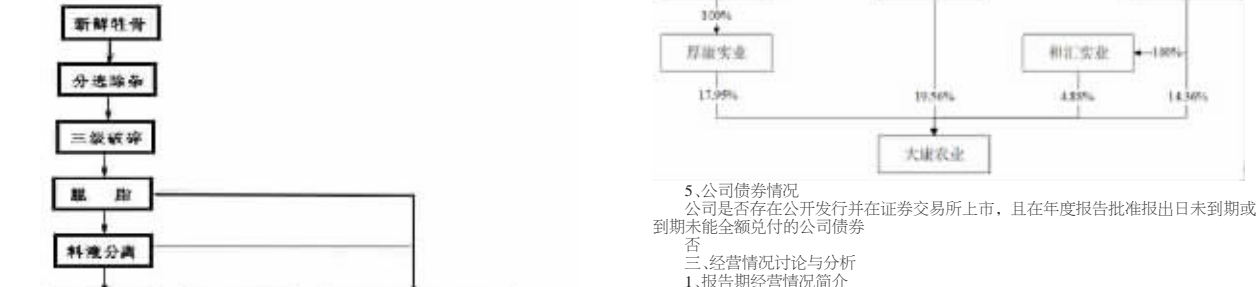 新鲜牲骨
分选除杂
三级破碎
脱 脂
料液分离
100%
厚康实业
和汇实业
100%
17.95%
19.56%
4.88%
14.36%
大康农业
5、公司债券情况
公司是否存在公开发行并在证券交易所上市，且在年度报告批准报出日未到期或
到期未能全额兑付的公司债券
否
三、经营情况讨论与分析
1、报告期经营情况简介